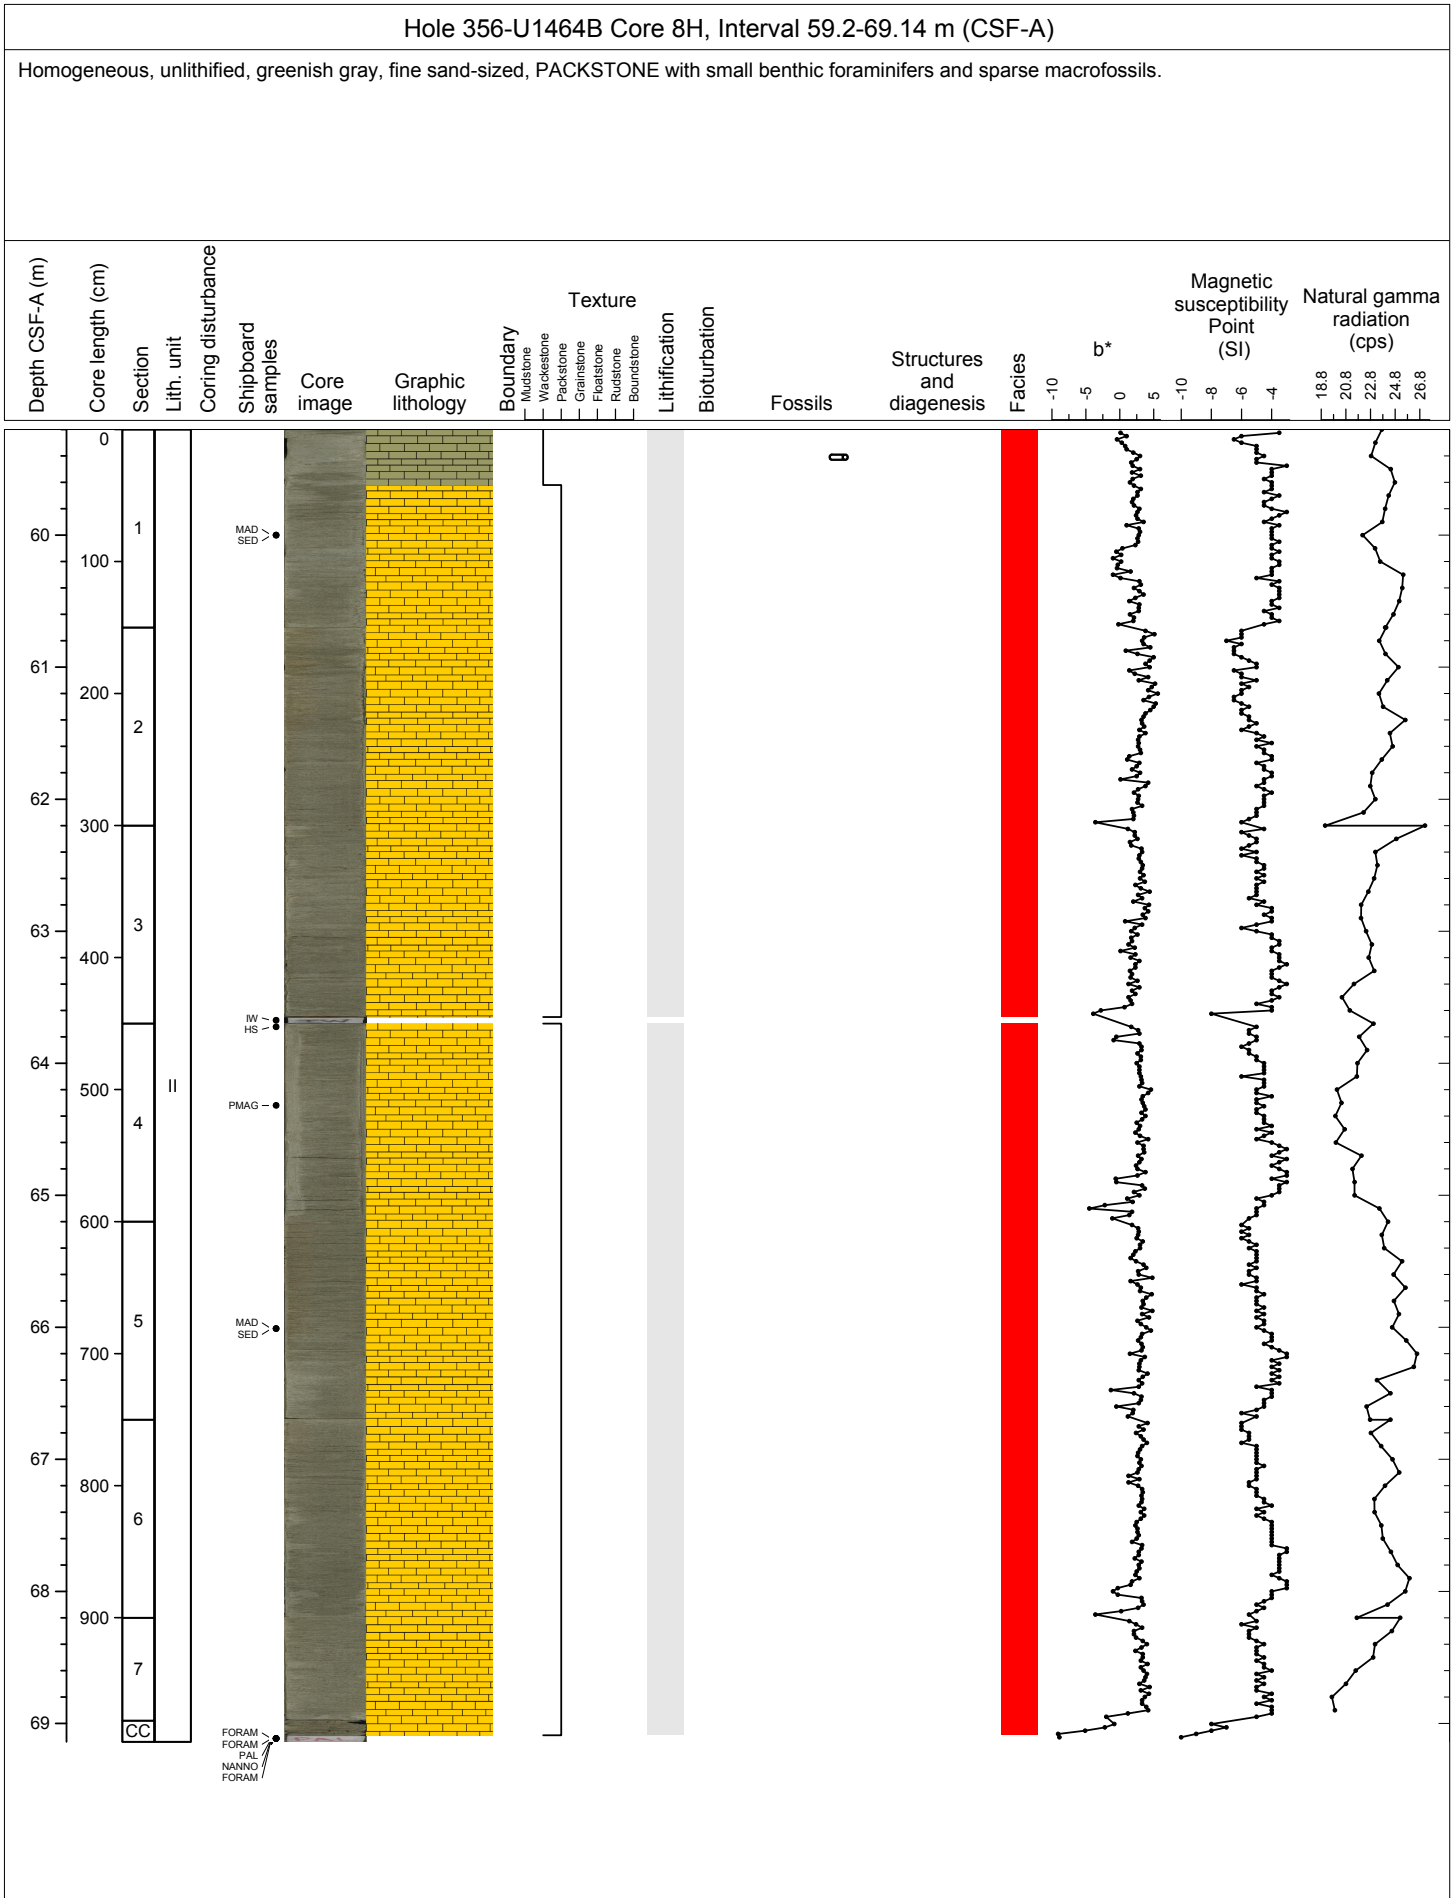 Hole 356-U1464B Core 8H, Interval 59.2-69.14 m (CSF-A)
Homogeneous, unlithified, greenish gray, fine sand-sized, PACKSTONE with small benthic foraminifers and sparse macrofossils.
Depth CSF-A (m)
Core length (cm)
Section
Lith. unit
Coring disturbance
Shipboard
samples
Core
image
Graphic
lithology
Boundary
Texture
Mudstone
Wackestone
Packstone
Grainstone
Floatstone
Rudstone
Boundstone
Lithification
Bioturbation
Fossils
Structures
and
diagenesis
Facies
b*
-10
-5
0
5
Magnetic
susceptibility
Point
(SI)
-10
-8
-6
-4
Natural gamma
radiation
(cps)
18.8
20.8
22.8
24.8
26.8
60
61
62
63
64
65
66
67
68
69
0
100
200
300
400
500
600
700
800
900
1
2
3
4
5
6
7
CC
II
MAD
SED
IW
HS
PMAG
MAD
SED
FORAM
FORAM
PAL
NANNO
FORAM